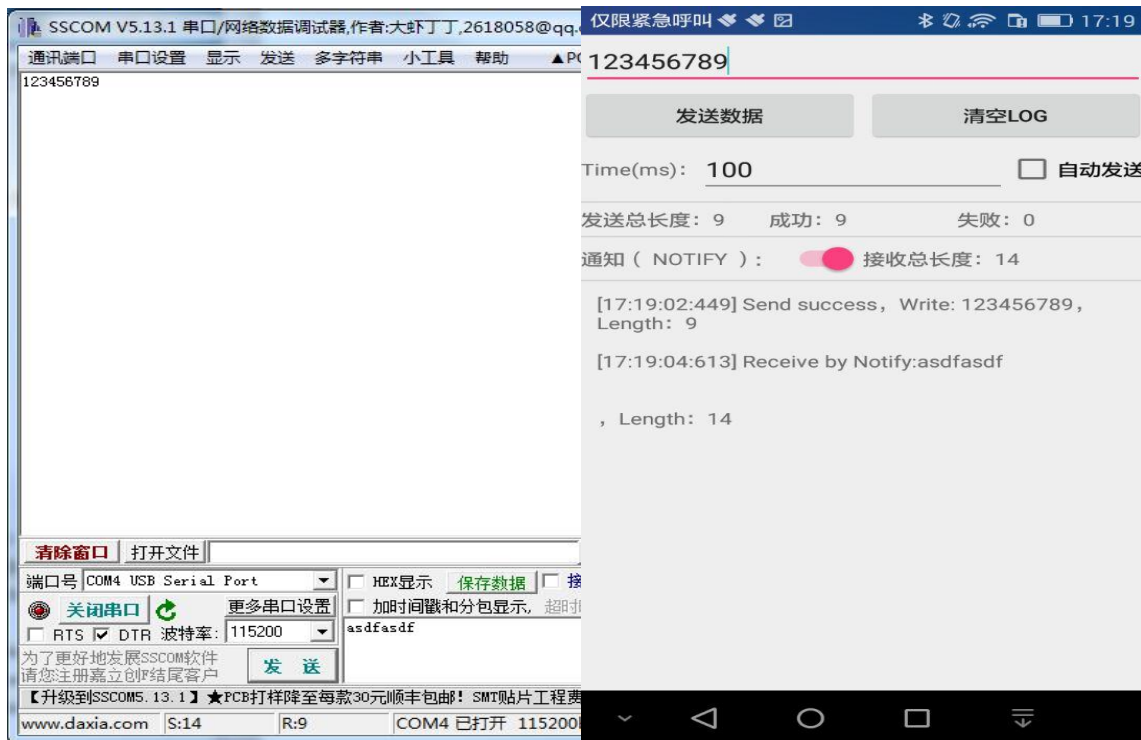 SSCOM V5.13.1 串口/网络数据调试器,作者:大虾丁丁,2618058@qq.
通讯端口 串口设置 显示 发送 多字符串 小工具 帮助 ▲PC
123456789
清除窗口 打开文件
端口号 COM4 USB Serial Port HEX显示 保存数据 接
关闭串口 更多串口设置 加时间戳和分包显示,
RTS DTR 波特率: 115200 asdfasdf
为了更好地发展SSCOM软件
请您注册嘉立创F结尾客户
发 送
【升级到SSCOM5.13.1】★PCB打样降至每款30元顺丰包邮! SMT贴片工程费
www.daxia.com S:14 R:9 COM4 已打开 115200
仅限紧急呼叫 17:19
123456789
发送数据 清空LOG
Time(ms): 100 自动发送
发送总长度: 9 成功: 9 失败: 0
通知 ( NOTIFY ) : 接收总长度: 14
[17:19:02:449] Send success, Write: 123456789,
Length: 9
[17:19:04:613] Receive by Notify:asdfasdf
, Length: 14